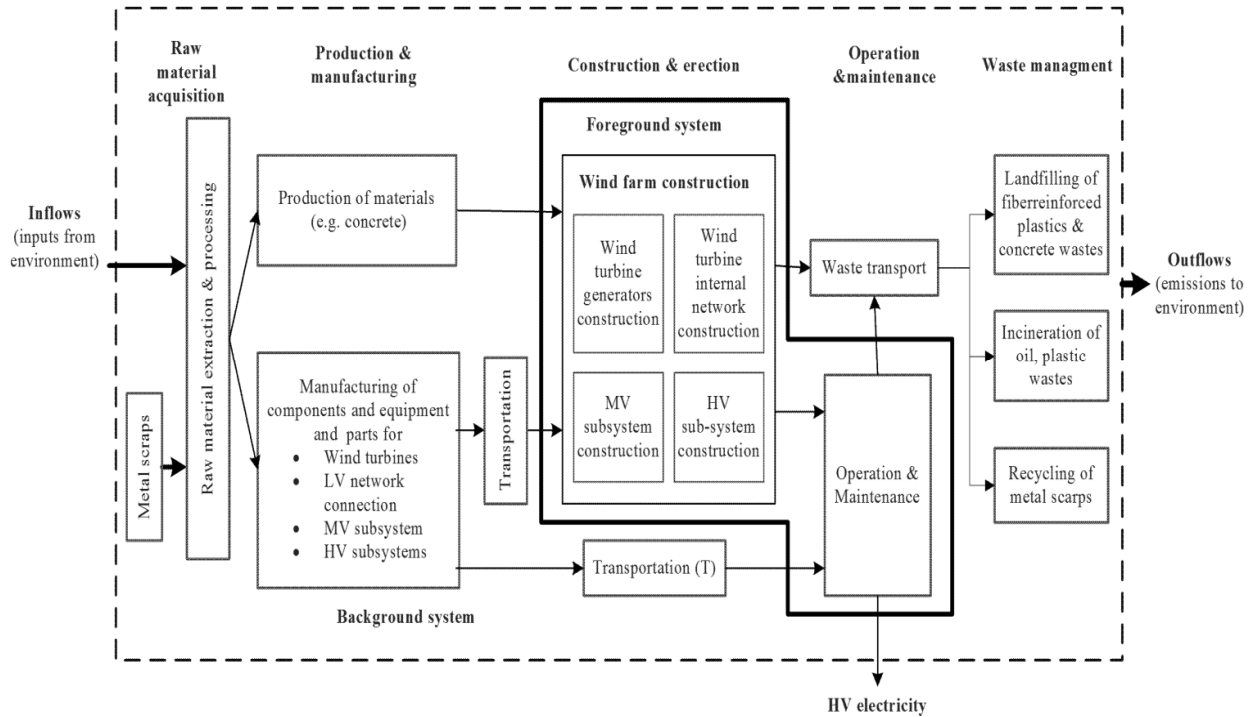 Raw
material
acquisition
Production &
manufacturing
Construction & erection
Operation
&maintenance
Waste managment
Inflows
(inputs from
environment)
Metal scraps
Raw material extraction & processing
Production of materials
(e.g. concrete)
Manufacturing of
components and equipment
and parts for
• Wind turbines
• LV network
connection
• MV subsystem
• HV subsystems
Transportation
Background system
Foreground system
Wind farm construction
Wind
turbine
generators
construction
Wind
turbine
internal
network
construction
MV
subsystem
construction
HV
sub-system
construction
Transportation (T)
Waste transport
Operation &
Maintenance
Landfilling of
fiberreinforced
plastics &
concrete wastes
Incineration of
oil, plastic
wastes
Recycling of
metal scarps
Outflows
(emissions to
environment)
HV electricity